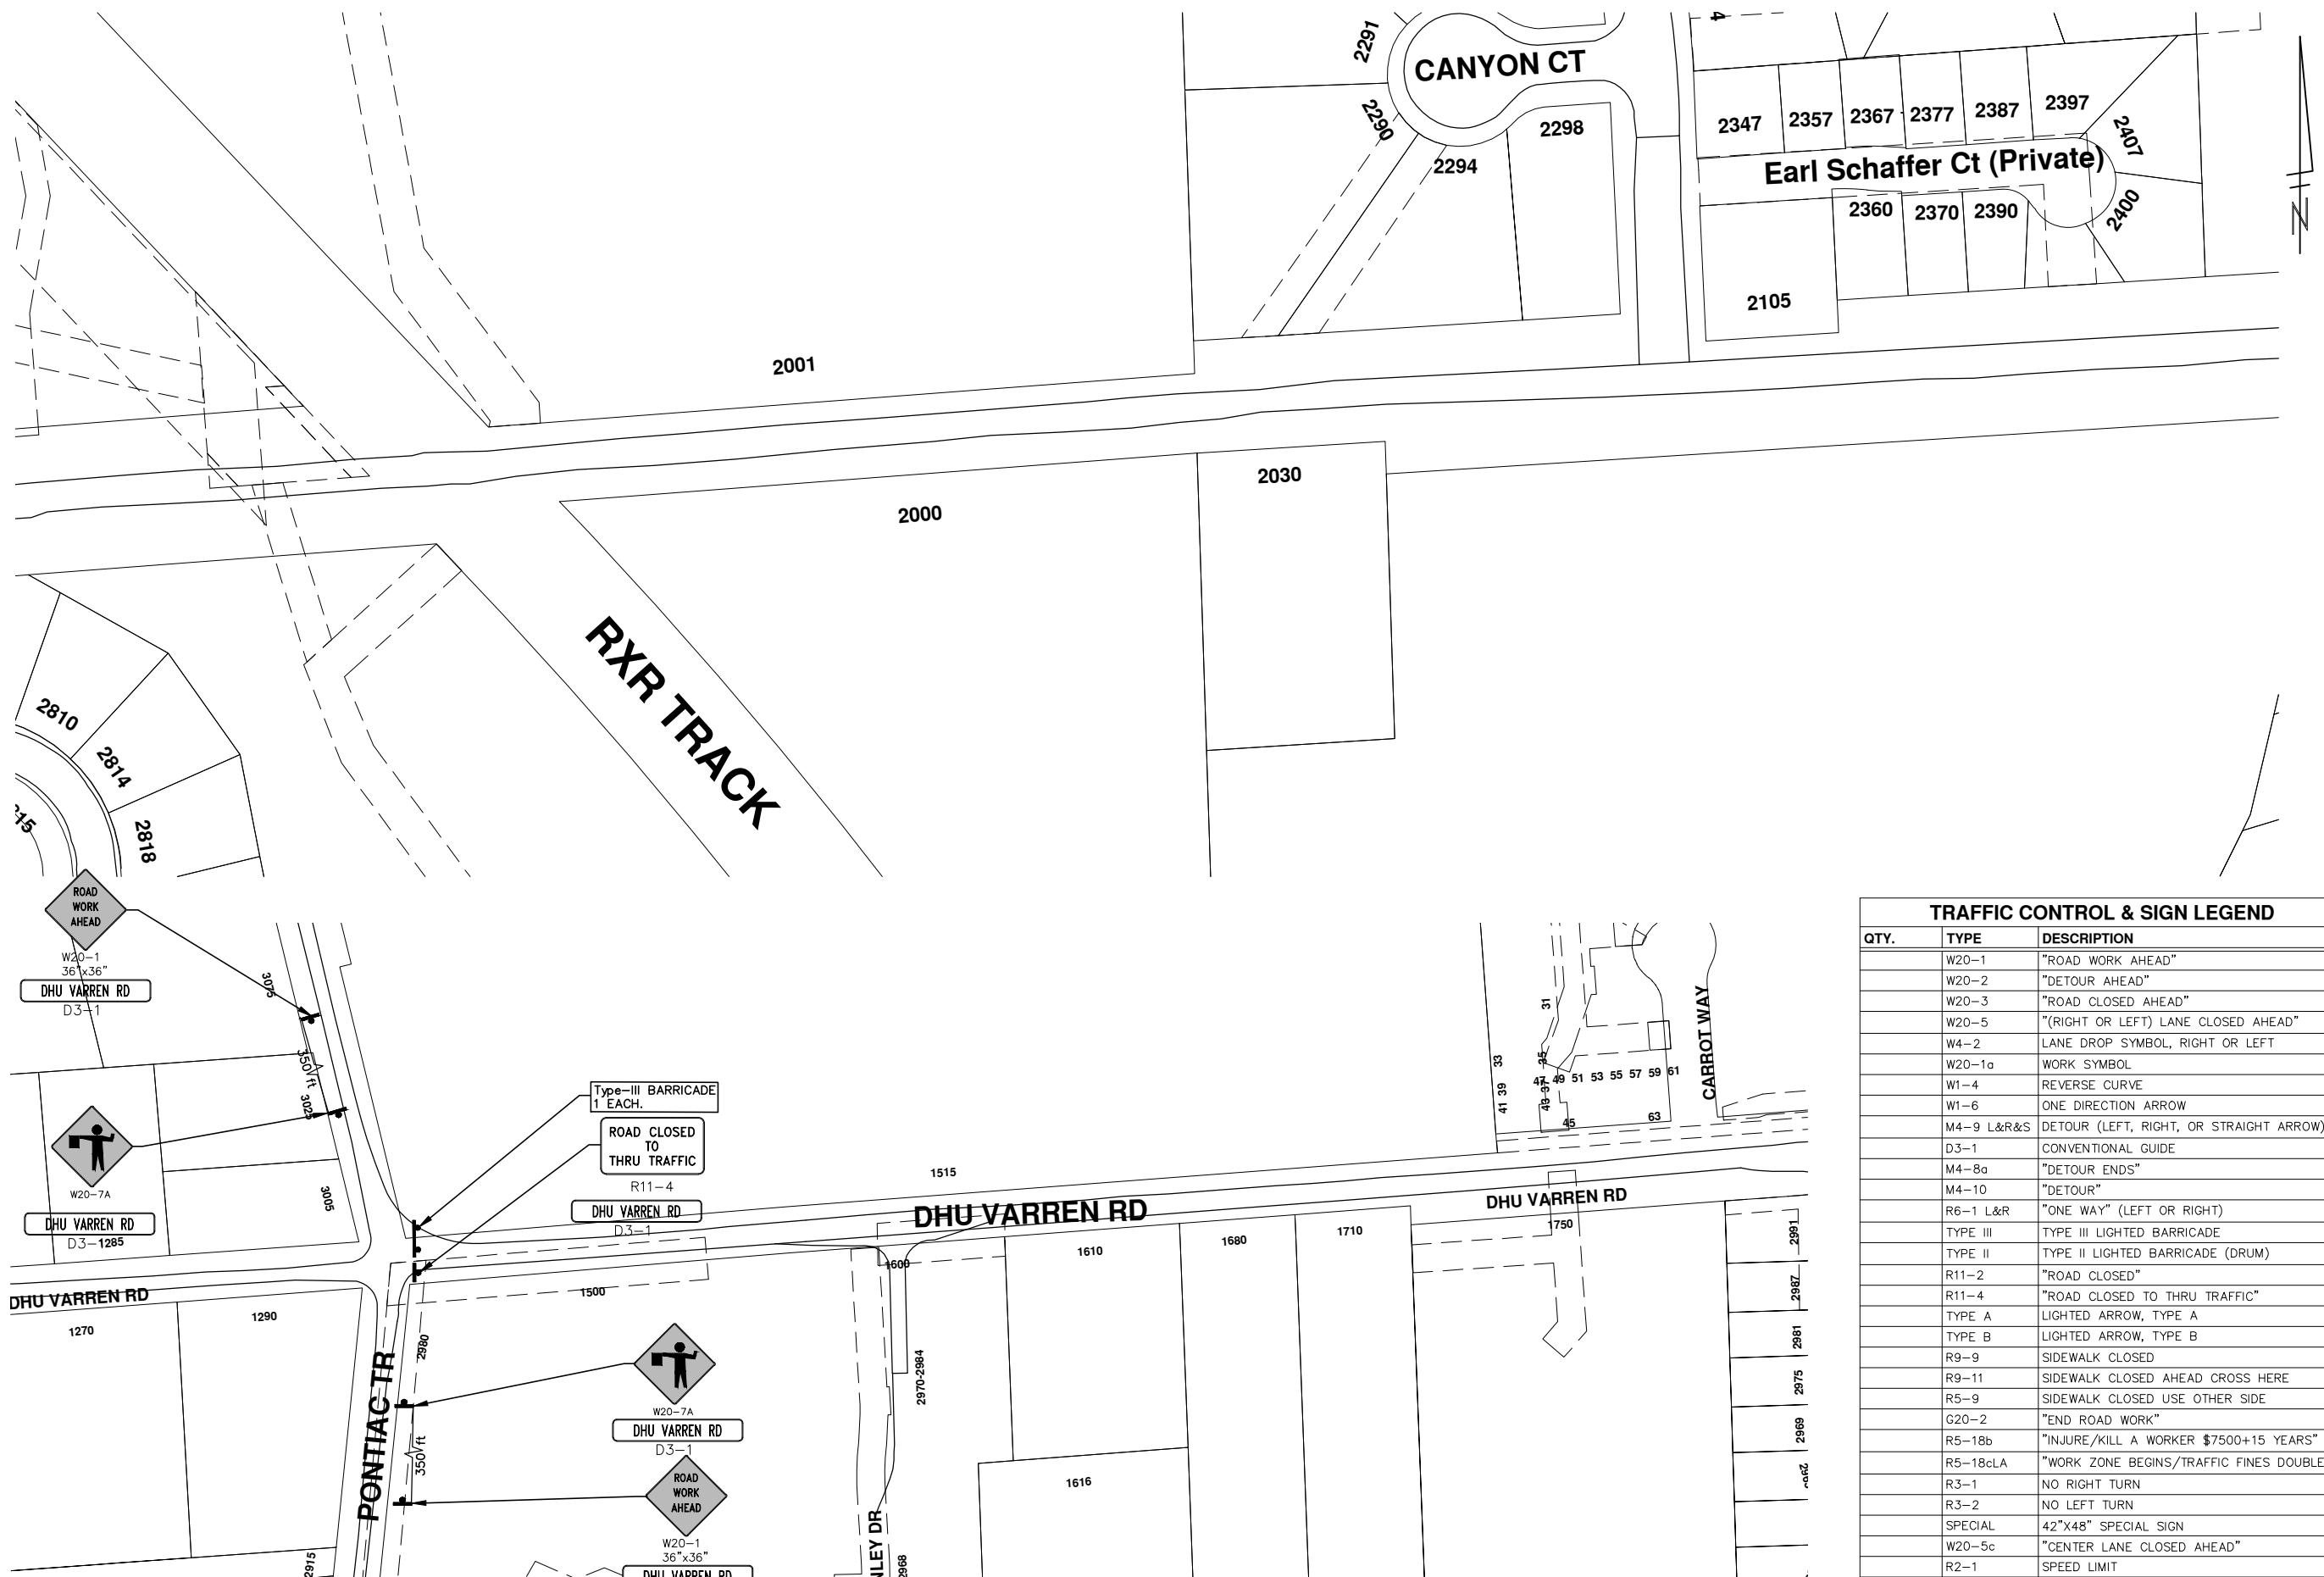 CANYON CT
2291
2290
2294
2298
4
2347
2357
2367
2377
2387
2397
2407
Earl Schaffer Ct (Private)
2400
2360
2370
2390
2105
N
2001
2030
2000
RXR TRACK
2810
2814
2818
ROAD
WORK
AHEAD
W20-1
36"x36"
DHU VARREN RD
D3-1
3075
350 ft
3025
3005
W20-7A
DHU VARREN RD
D3-1
1285
Type-III BARRICADE
1 EACH.
ROAD CLOSED
TO
THRU TRAFFIC
R11-4
DHU VARREN RD
D3-1
1515
DHU VARREN RD
DHU VARREN RD
31
33
35
41 39
43 37
47 49 51 53 55 57 59 61
45
63
CARROT WAY
1500
1600
1610
1680
1710
1750
DHU VARREN RD
1270
1290
2980
PONTIAC TR
W20-7A
DHU VARREN RD
D3-1
350 ft
ROAD
WORK
AHEAD
W20-1
36"x36"
DHU VARREN RD
2915
2970-2984
NLEY DR
2968
1616
2991
2987
2981
2975
2969
TRAFFIC CONTROL & SIGN LEGEND
QTY. TYPE DESCRIPTION
W20-1 "ROAD WORK AHEAD"
W20-2 "DETOUR AHEAD"
W20-3 "ROAD CLOSED AHEAD"
W20-5 "(RIGHT OR LEFT) LANE CLOSED AHEAD"
W4-2 LANE DROP SYMBOL, RIGHT OR LEFT
W20-1a WORK SYMBOL
W1-4 REVERSE CURVE
W1-6 ONE DIRECTION ARROW
M4-9 L&R&S DETOUR (LEFT, RIGHT, OR STRAIGHT ARROW)
D3-1 CONVENTIONAL GUIDE
M4-8a "DETOUR ENDS"
M4-10 "DETOUR"
R6-1 L&R "ONE WAY" (LEFT OR RIGHT)
TYPE III TYPE III LIGHTED BARRICADE
TYPE II TYPE II LIGHTED BARRICADE (DRUM)
R11-2 "ROAD CLOSED"
R11-4 "ROAD CLOSED TO THRU TRAFFIC"
TYPE A LIGHTED ARROW, TYPE A
TYPE B LIGHTED ARROW, TYPE B
R9-9 SIDEWALK CLOSED
R9-11 SIDEWALK CLOSED AHEAD CROSS HERE
R5-9 SIDEWALK CLOSED USE OTHER SIDE
G20-2 "END ROAD WORK"
R5-18b "INJURE/KILL A WORKER $7500+15 YEARS"
R5-18cLA "WORK ZONE BEGINS/TRAFFIC FINES DOUBLE
R3-1 NO RIGHT TURN
R3-2 NO LEFT TURN
SPECIAL 42"X48" SPECIAL SIGN
W20-5c "CENTER LANE CLOSED AHEAD"
R2-1 SPEED LIMIT